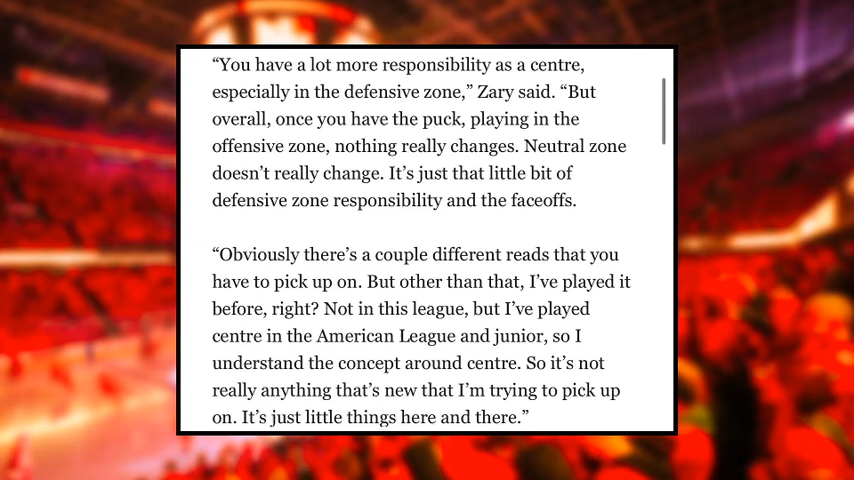 “You have a lot more responsibility as a centre,
especially in the defensive zone,” Zary said. “But
overall, once you have the puck, playing in the
offensive zone, nothing really changes. Neutral zone
doesn’t really change. It’s just that little bit of
defensive zone responsibility and the faceoffs.
“Obviously there’s a couple different reads that you
have to pick up on. But other than that, I’ve played it
before, right? Not in this league, but I’ve played
centre in the American League and junior, so I
understand the concept around centre. So it’s not
really anything that’s new that I’m trying to pick up
on. It’s just little things here and there.”